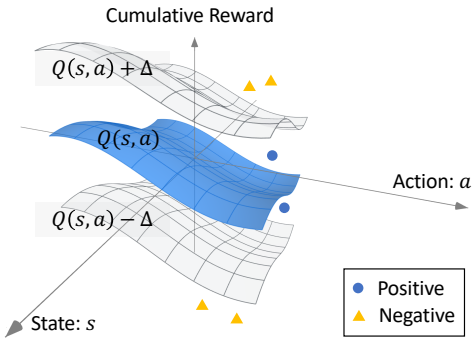 Cumulative Reward
Q(s,a) + Δ
Q(s,a)
Action: a
Q(s,a) − Δ
Positive
Negative
State: s